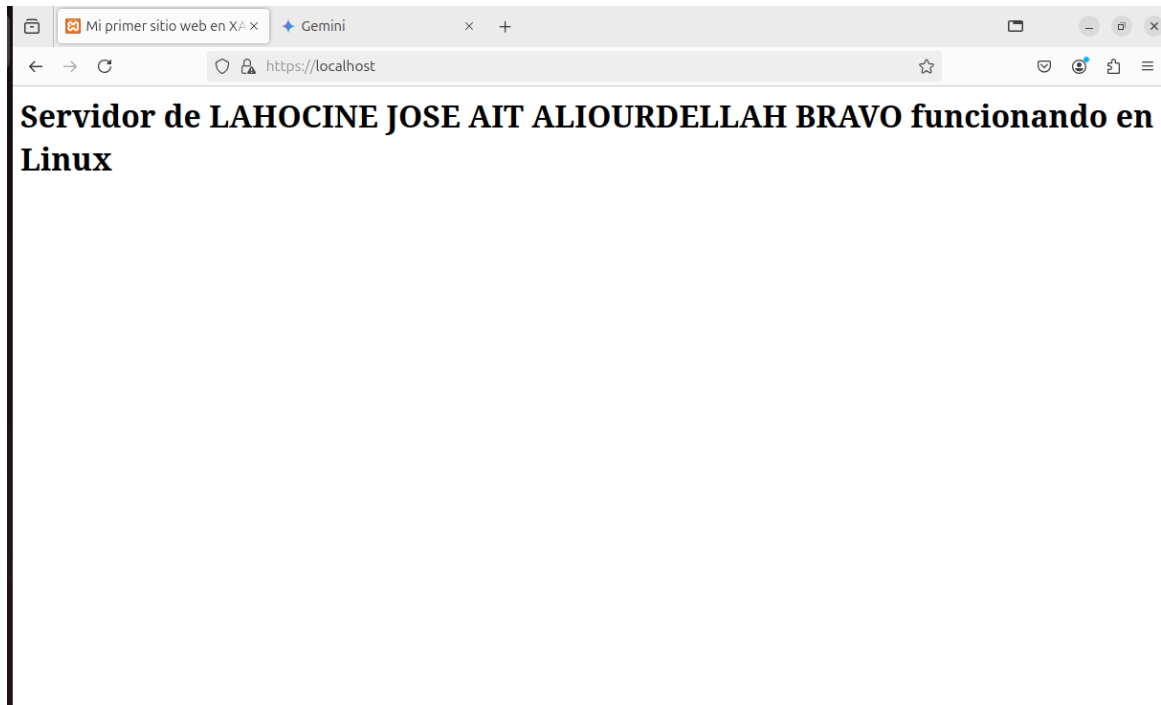 Mi primer sitio web en XA
Gemini
https://localhost
Servidor de LAHOCINE JOSE AIT ALIOURDELLAH BRAVO funcionando en
Linux